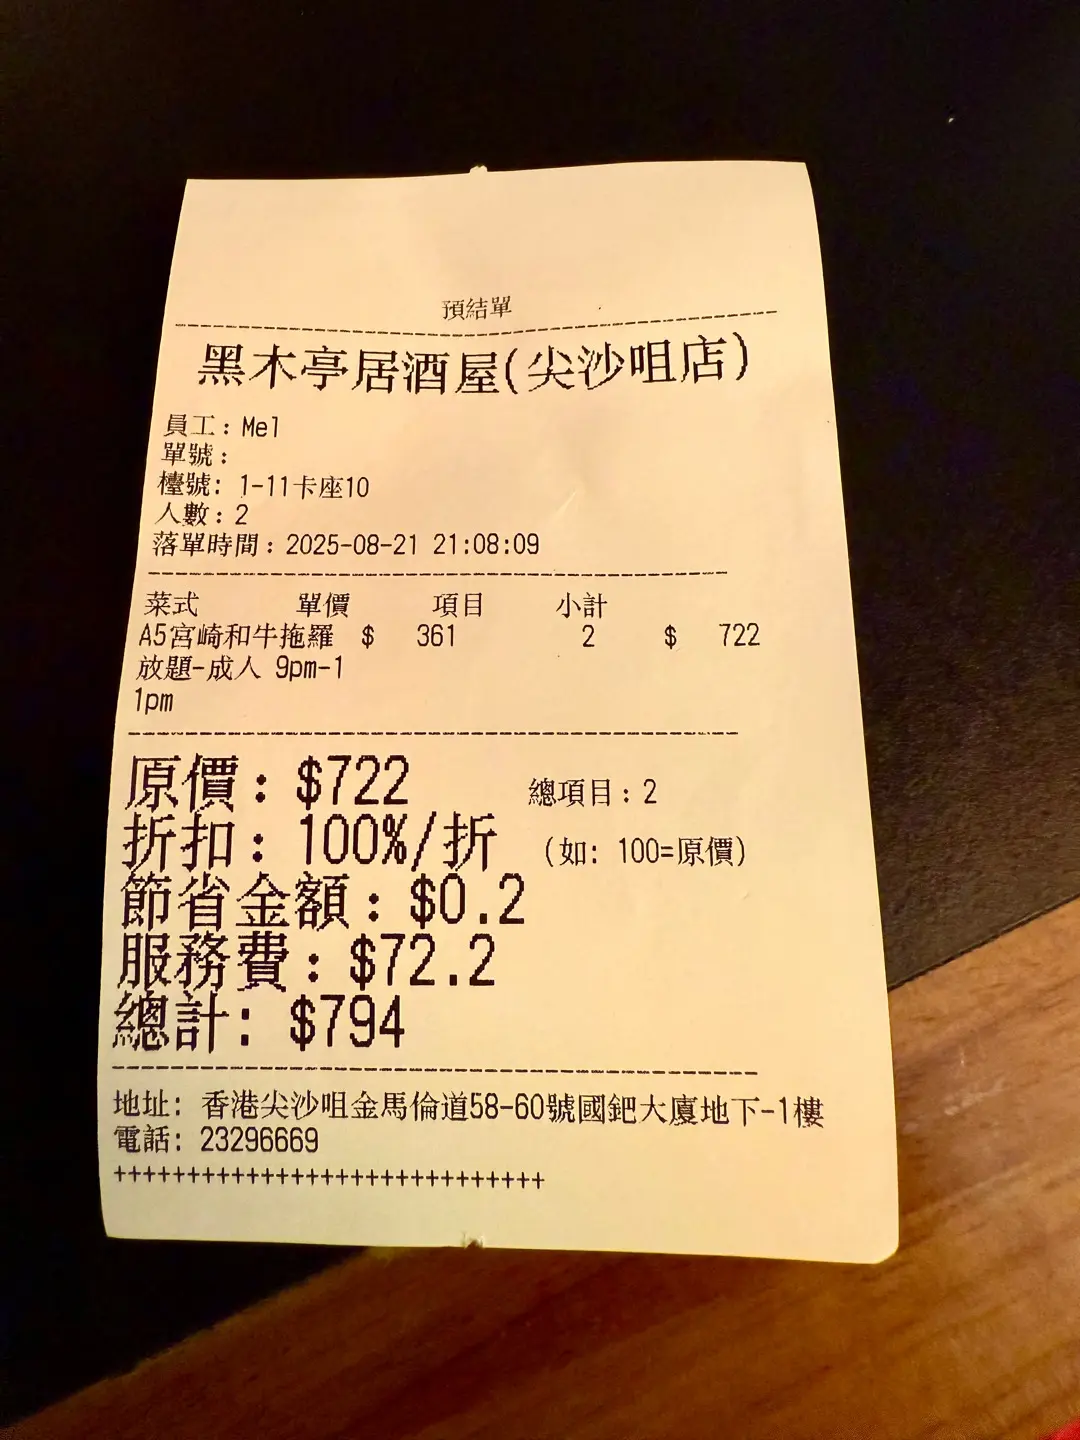 預結單
黑木亭居酒屋(尖沙咀店)
員工: Mel
單號:
檯號: 1-11卡座10
人數: 2
落單時間: 2025-08-21 21:08:09
菜式 單價 項目 小計
A5宮崎和牛拖羅 $ 361 2 $ 722
放題-成人 9pm-1
1pm
原價: $722 總項目: 2
折扣: 100%/折 (如: 100=原價)
節省金額: $0.2
服務費: $72.2
總計: $794
地址: 香港尖沙咀金馬倫道58-60號國鈀大廈地下-1樓
電話: 23296669
+++++++++++++++++++++++++++++